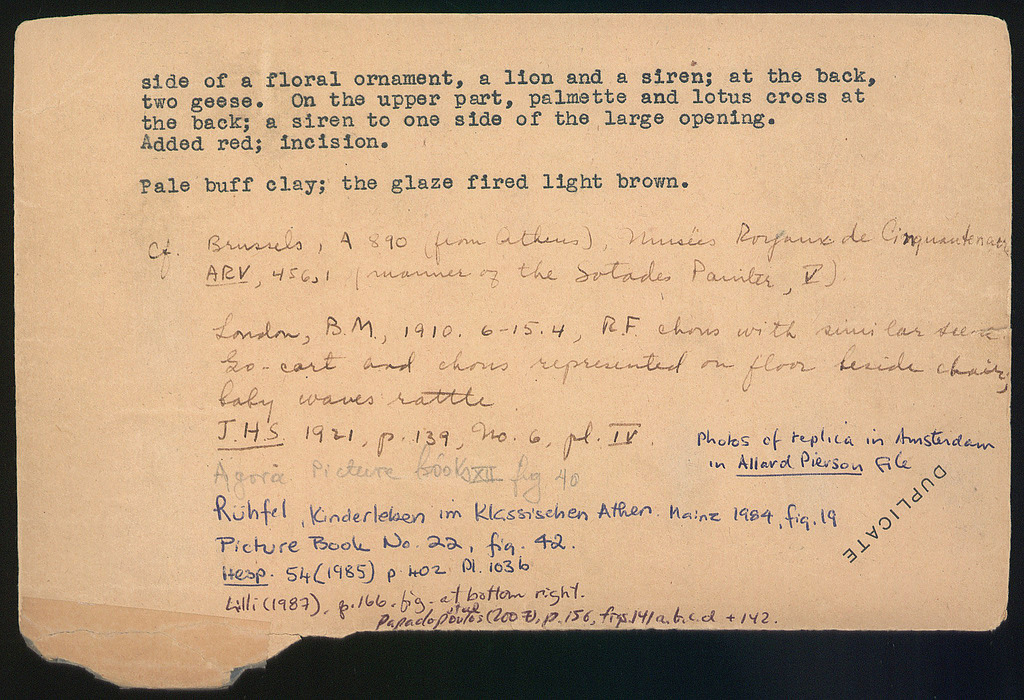 side of a floral ornament, a lion and a siren; at the back,
two geese. On the upper part, palmette and lotus cross at
the back; a siren to one side of the large opening.
Added red; incision.
Pale buff clay; the glaze fired light brown.
Cf. Brussels, A 890 (from Athens), Musées Royaux de Cinquantenaire
ARV, 456,1 (manner of the Sotades Painter, V).
London, B.M., 1910. 6-15.4, R.F. chous with similar
Go-cart and chous represented on floor beside chair;
baby waves rattle
J.H.S. 1921, p. 139, No. 6, pl. IV.
Photos of replica in Amsterdam
in Allard Pierson file
Agora Picture Book XII fig 40
DUPLICATE
Rühfel, Kinderleben im Klassischen Athen. Mainz 1984, fig. 19
Picture Book No. 22, fig. 42.
Hesp. 54 (1985) p. 402 Pl. 103b
Lilli (1987), p. 166. fig. at bottom right.
Papadopoulos (2007), p. 156, figs. 141 a.b.c.d + 142.